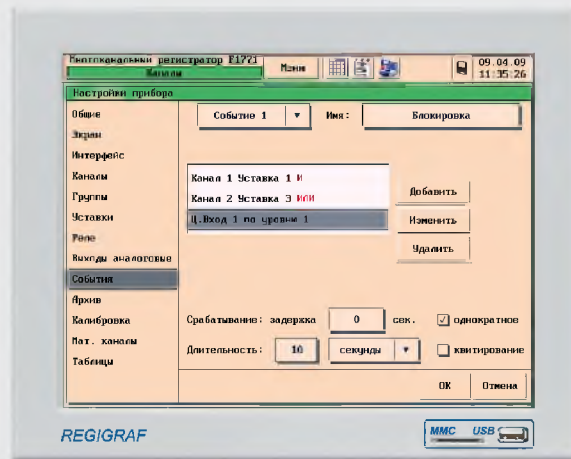 Многоканальный регистратор F1771
Каналы
Меню
09.04.09
11:35:26
Настройки прибора
Общие
Экран
Интерфейс
Каналы
Группы
Уставки
Реле
Выходы аналоговые
События
Архив
Калибровка
Мат. каналы
Таблицы
Событие 1
Имя:
Блокировка
Канал 1 Уставка 1 И
Канал 2 Уставка 3 ИЛИ
Ц.Вход 1 по уровню 1
Добавить
Изменить
Удалить
Срабатывание: задержка 0 сек.
однократное
Длительность: 10 секунды
квитирование
ОК
Отмена
REGIGRAF
MMC USB